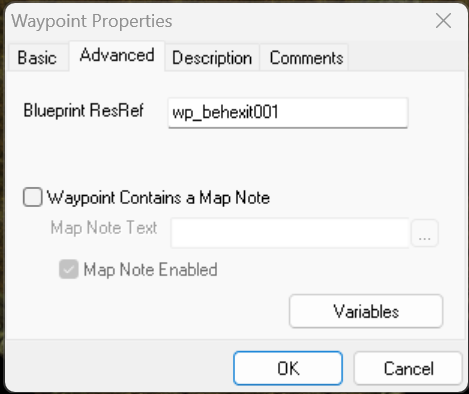 Waypoint Properties
Basic Advanced Description Comments
Blueprint ResRef wp_behexit001
Waypoint Contains a Map Note
Map Note Text ...
Map Note Enabled
Variables
OK Cancel